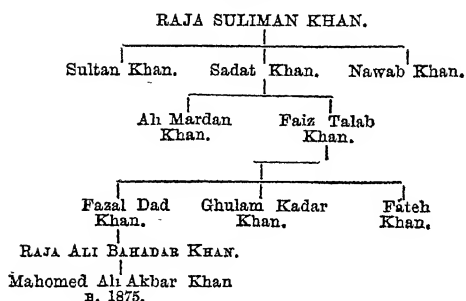 RAJA SULIMAN KHAN.
Sultan Khan. Sadat Khan. Nawab Khan.
Ali Mardan Faiz Talab
Khan. Khan.
Fazal Dad Ghulam Kadar Fateh
Khan. Khan. Khan.
RAJA ALI BAHADAR KHAN.
Mahomed Ali Akbar Khan
B. 1875.